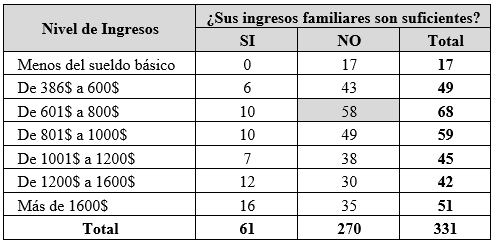 Nivel de Ingresos ¿Sus ingresos familiares son suficientes?
SI NO Total
Menos del sueldo básico 0 17 17
De 386$ a 600$ 6 43 49
De 601$ a 800$ 10 58 68
De 801$ a 1000$ 10 49 59
De 1001$ a 1200$ 7 38 45
De 1200$ a 1600$ 12 30 42
Más de 1600$ 16 35 51
Total 61 270 331